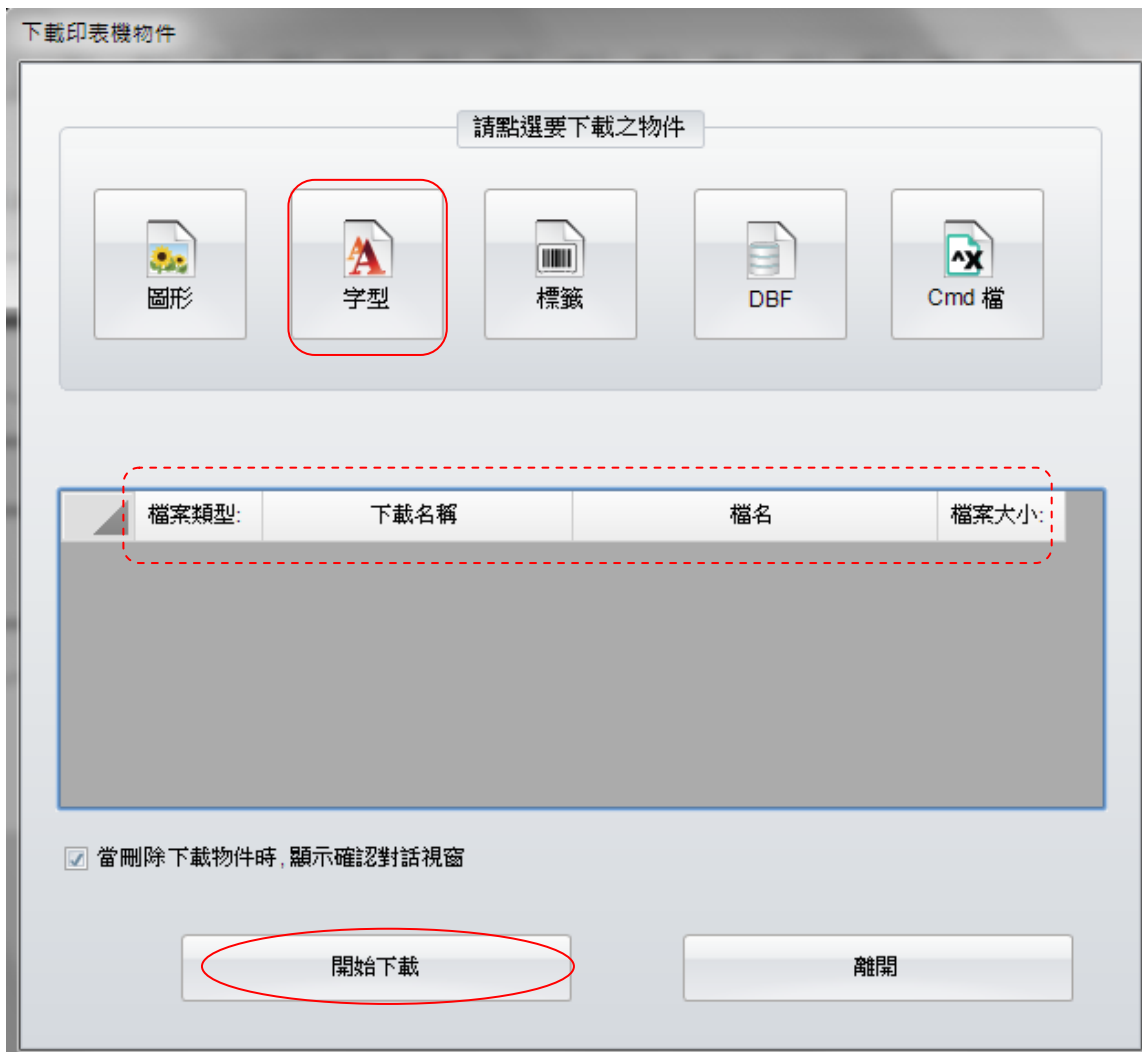 下載印表機物件
請點選要下載之物件
圖形
字型
標籤
DBF
^X
Cmd 檔
檔案類型:
下載名稱
檔名
檔案大小:
當刪除下載物件時,顯示確認對話視窗
開始下載
離開